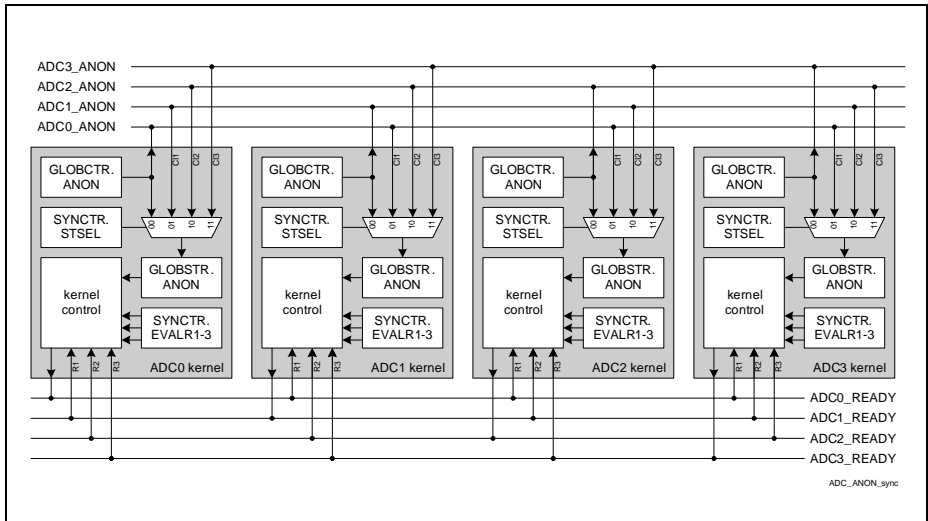 ADC3_ANON
ADC2_ANON
ADC1_ANON
ADC0_ANON
CI1 CI2 CI3
GLOBCTR.
ANON
SYNCTR.
STSEL
00 01 10 11
GLOBSTR.
ANON
kernel
control
SYNCTR.
EVALR1-3
ADC0 kernel
R1 R2 R3
CI1 CI2 CI3
GLOBCTR.
ANON
SYNCTR.
STSEL
00 01 10 11
GLOBSTR.
ANON
kernel
control
SYNCTR.
EVALR1-3
ADC1 kernel
R1 R2 R3
CI1 CI2 CI3
GLOBCTR.
ANON
SYNCTR.
STSEL
00 01 10 11
GLOBSTR.
ANON
kernel
control
SYNCTR.
EVALR1-3
ADC2 kernel
R1 R2 R3
CI1 CI2 CI3
GLOBCTR.
ANON
SYNCTR.
STSEL
00 01 10 11
GLOBSTR.
ANON
kernel
control
SYNCTR.
EVALR1-3
ADC3 kernel
R1 R2 R3
ADC0_READY
ADC1_READY
ADC2_READY
ADC3_READY
ADC_ANON_sync